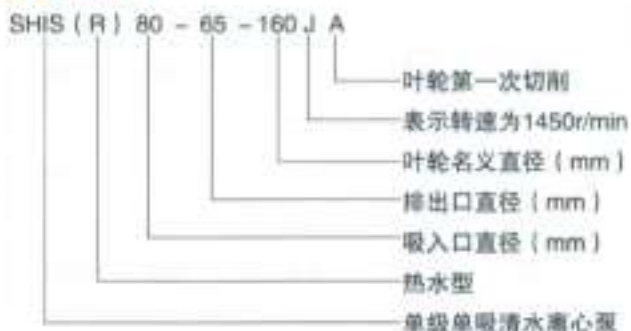 SHIS（R）80 - 65 - 160 J A
叶轮第一次切削
表示转速为1450r/min
叶轮名义直径（mm）
排出口直径（mm）
吸入口直径（mm）
热水型
单级单吸清水离心泵